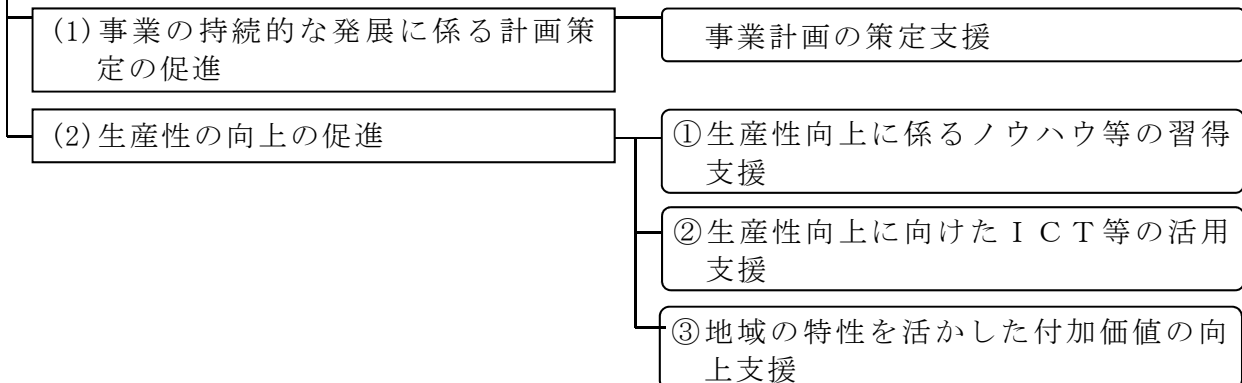 (1)事業の持続的な発展に係る計画策
定の促進
事業計画の策定支援
(2)生産性の向上の促進
①生産性向上に係るノウハウ等の習得
支援
②生産性向上に向けたＩＣＴ等の活用
支援
③地域の特性を活かした付加価値の向
上支援